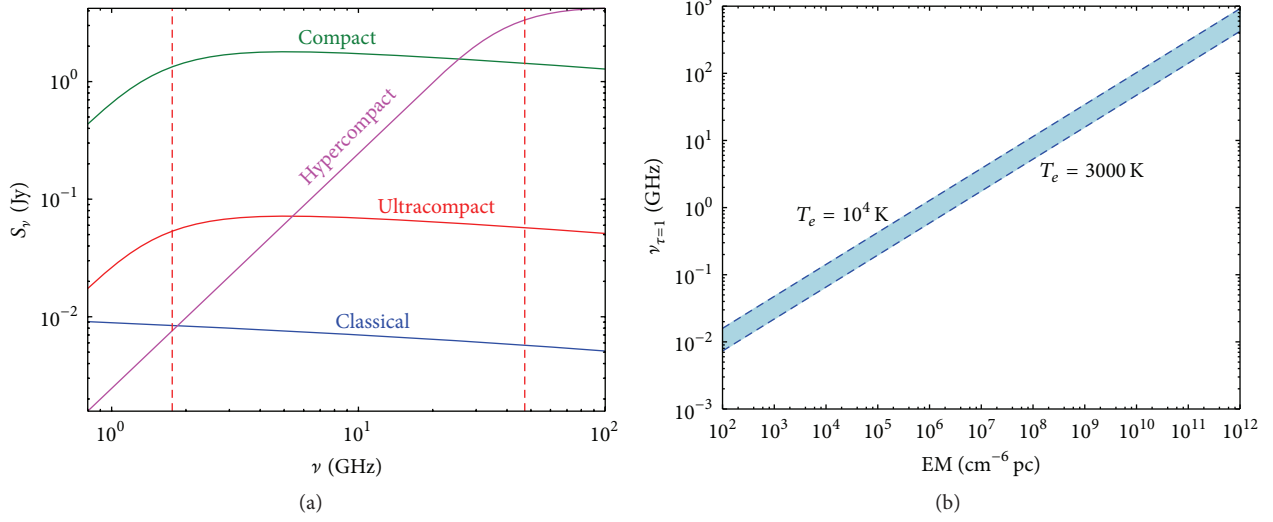 Compact
Hypercompact
Ultracompact
Classical
10⁰
10⁻¹
10⁻²
S_ν (Jy)
10⁰
10¹
10²
ν (GHz)
(a)
10³
10²
10¹
10⁰
10⁻¹
10⁻²
10⁻³
ν_τ=1 (GHz)
T_e = 10⁴ K
T_e = 3000 K
10²
10³
10⁴
10⁵
10⁶
10⁷
10⁸
10⁹
10¹⁰
10¹¹
10¹²
EM (cm⁻⁶ pc)
(b)